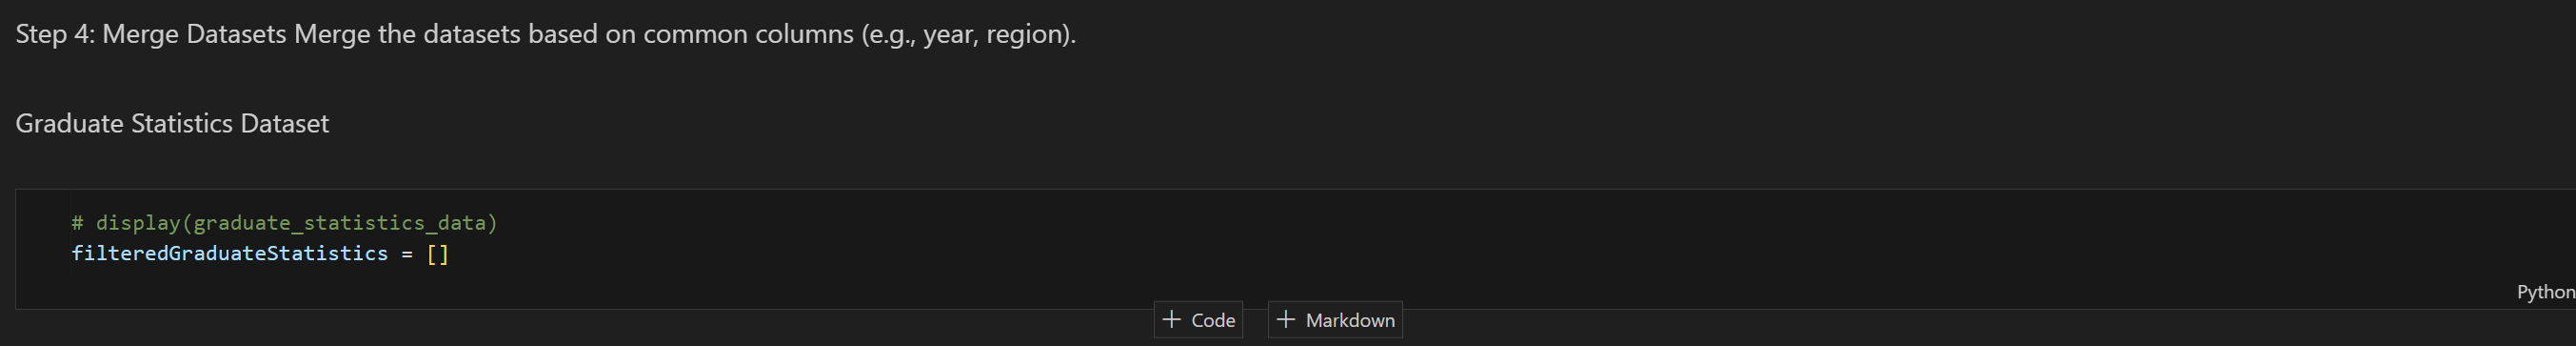 Step 4: Merge Datasets Merge the datasets based on common columns (e.g., year, region).
Graduate Statistics Dataset
# display(graduate_statistics_data)
filteredGraduateStatistics = []
Python
+ Code + Markdown